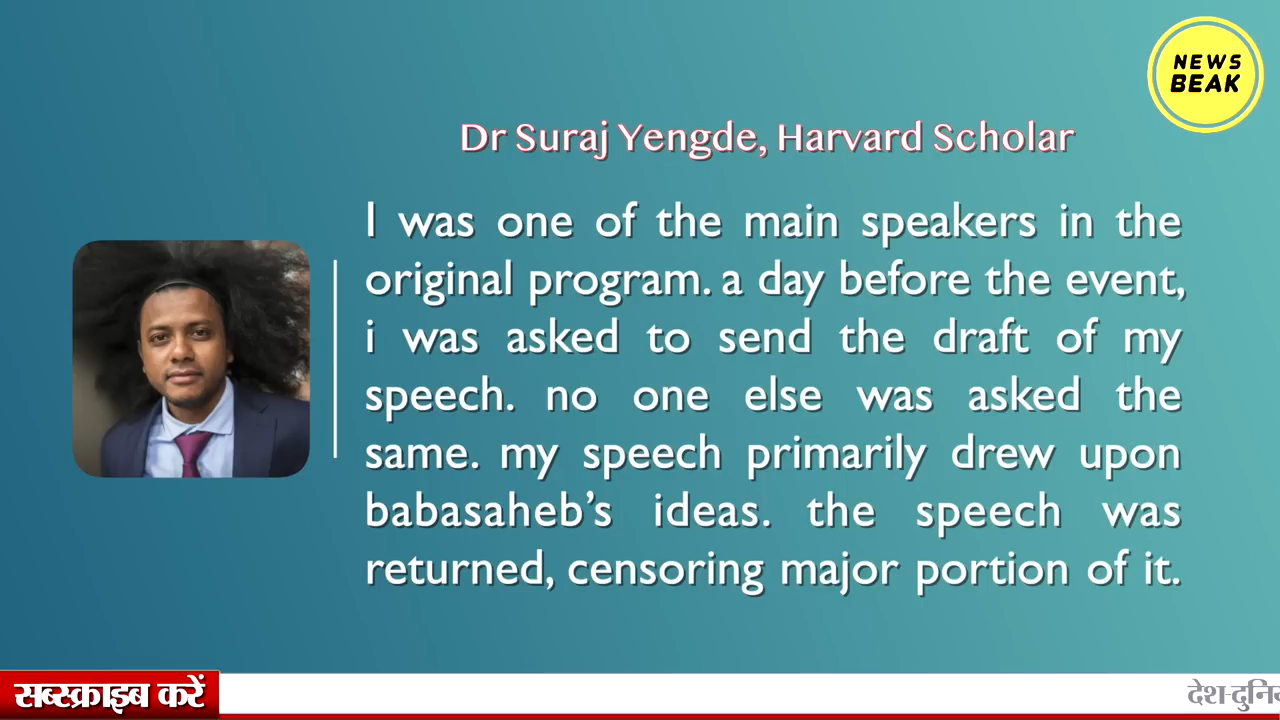 NEWS
BEAK
Dr Suraj Yengde, Harvard Scholar
I was one of the main speakers in the
original program. a day before the event,
i was asked to send the draft of my
speech. no one else was asked the
same. my speech primarily drew upon
babasaheb’s ideas. the speech was
returned, censoring major portion of it.
सब्स्क्राइब करें
देश-दुनिय